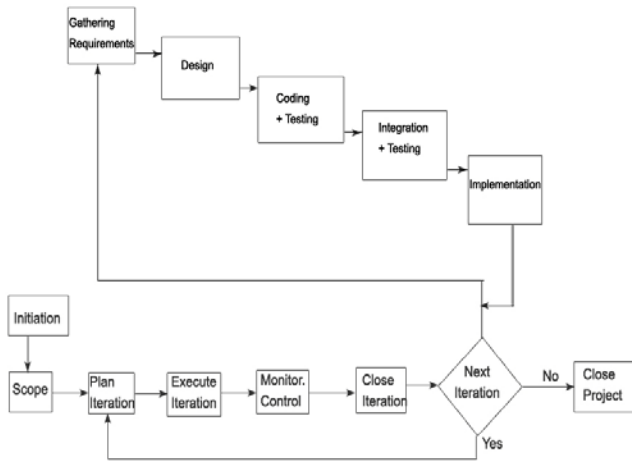 Gathering
Requirements
Design
Coding
+ Testing
Integration
+ Testing
Implementation
Initiation
Scope
Plan
Iteration
Execute
Iteration
Monitor.
Control
Close
Iteration
Next
Iteration
No
Close
Project
Yes